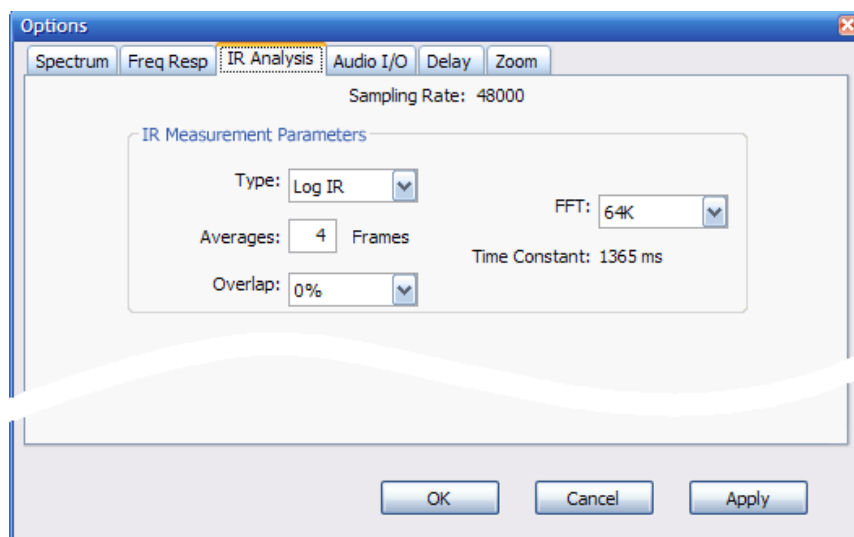 Options
Spectrum Freq Resp IR Analysis Audio I/O Delay Zoom
Sampling Rate: 48000
IR Measurement Parameters
Type: Log IR
FFT: 64K
Averages: 4 Frames
Time Constant: 1365 ms
Overlap: 0%
OK Cancel Apply